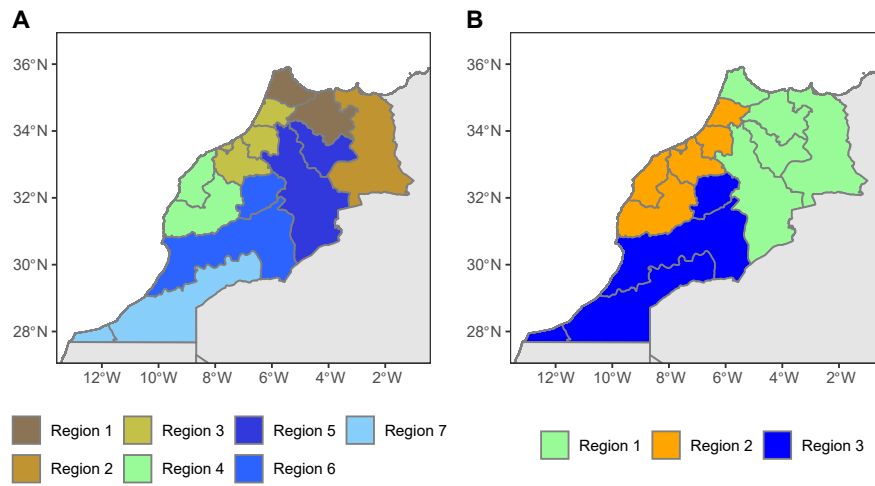 A
36°N
34°N
32°N
30°N
28°N
12°W 10°W 8°W 6°W 4°W 2°W
Region 1 Region 3 Region 5 Region 7
Region 2 Region 4 Region 6
B
36°N
34°N
32°N
30°N
28°N
12°W 10°W 8°W 6°W 4°W 2°W
Region 1 Region 2 Region 3